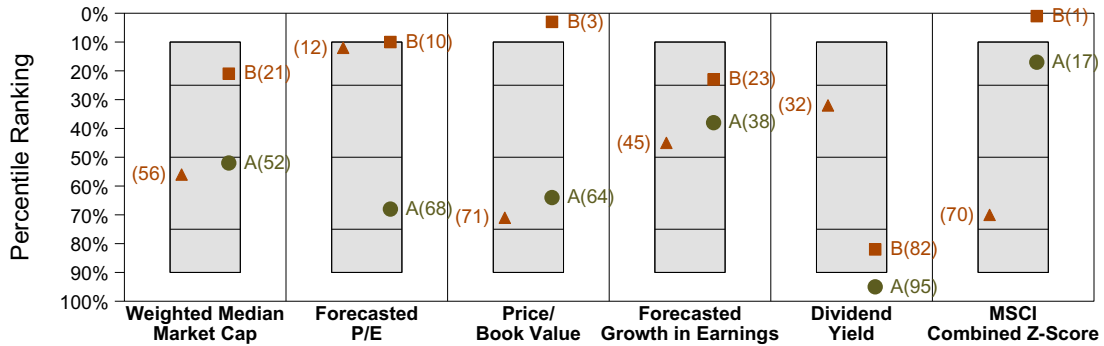 Percentile Ranking
0%
10%
20%
30%
40%
50%
60%
70%
80%
90%
100%
B(21)
A(52)
(56)
(12)
B(10)
A(68)
B(3)
A(64)
(71)
B(23)
A(38)
(45)
(32)
B(82)
A(95)
B(1)
A(17)
(70)
Weighted Median
Market Cap
Forecasted
P/E
Price/
Book Value
Forecasted
Growth in Earnings
Dividend
Yield
MSCI
Combined Z-Score